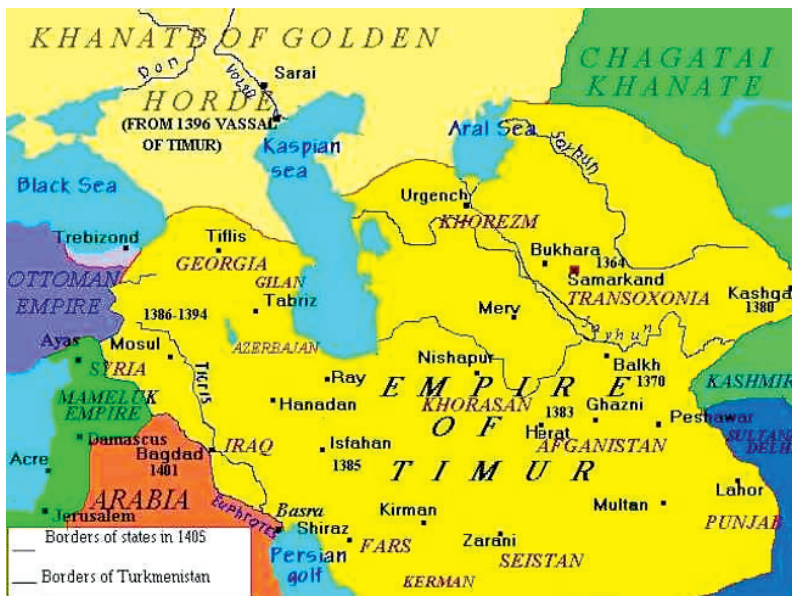 KHANATE OF GOLDEN
HORDE
(FROM 1396 VASSAL
OF TIMUR)
Don
Volga
Sarai
CHAGATAI
KHANATE
Kaspian
sea
Aral Sea
Sorhun
Black Sea
Urgench
KHOREZM
Trebizond
Tiflis
GEORGIA
Bukhara
1364
Samarkand
TRANSOXONIA
Kashga
1380
OTTOMAN
EMPIRE
GILAN
1386-1394
Tabriz
Merv
Jayhun
Ayas
Mosul
AZERBAJAN
Nishapur
Balkh
1370
SYRIA
Tigris
Ray
EMPIRE
OF
TIMUR
KASHMIR
MAMELUK
EMPIRE
Hanadan
KHORASAN
1383
Ghazni
Peshawar
Herat
AFGANISTAN
SULTANA
DELHI
Damascus
Bagdad
1401
IRAQ
Isfahan
1385
Acre
ARABIA
Lahor
Jerusalem
Euphrates
Basra
Kirman
Multan
PUNJAB
Shiraz
FARS
Zarani
SEISTAN
Persian
golf
KERMAN
Borders of states in 1405
Borders of Turkmenistan